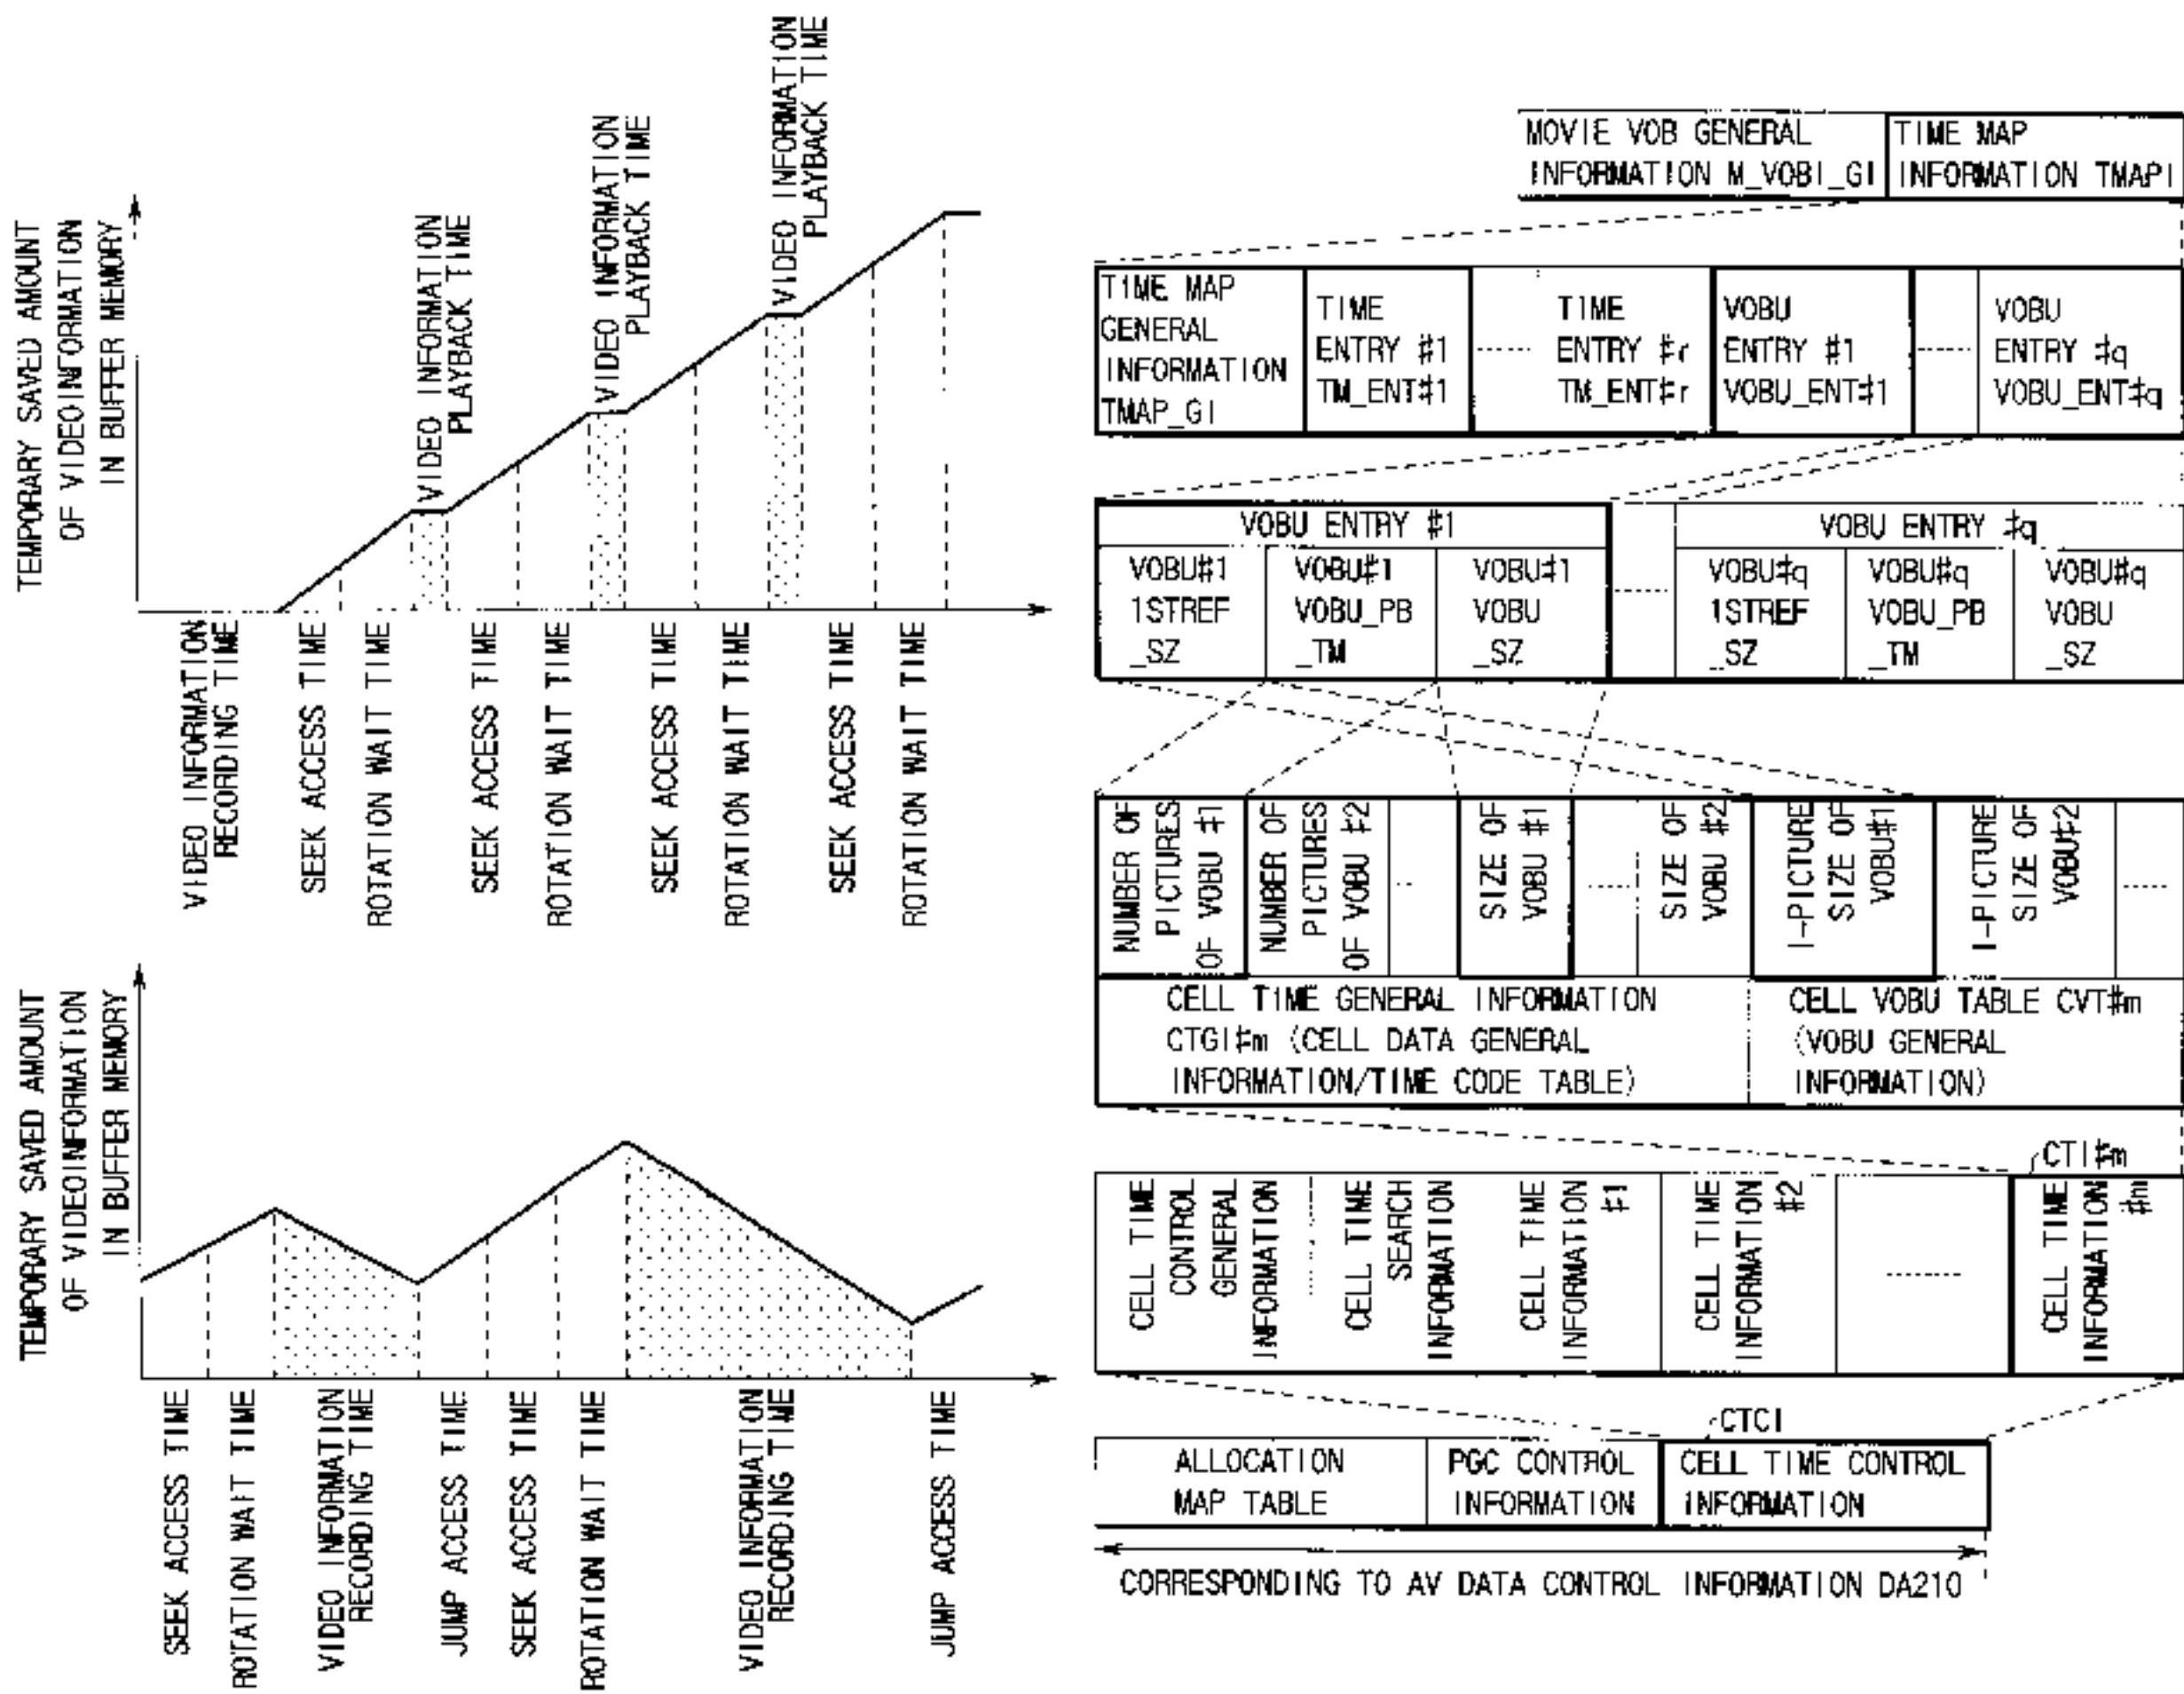 TEMPORARY SAVED AMOUNT
OF VIDEOINFORMATION
IN BUFFER MEMORY
VIDEO INFORMATION
PLAYBACK TIME
VIDEO INFORMATION
PLAYBACK TIME
VIDEO INFORMATION
PLAYBACK TIME
VIDEO INFORMATION
RECORDING TIME
SEEK ACCESS TIME
ROTATION WAIT TIME
SEEK ACCESS TIME
ROTATION WAIT TIME
SEEK ACCESS TIME
ROTATION WAIT TIME
SEEK ACCESS TIME
ROTATION WAIT TIME
TEMPORARY SAVED AMOUNT
OF VIDEOINFORMATION
IN BUFFER MEMORY
SEEK ACCESS TIME
ROTATION WAIT TIME
VIDEO INFORMATION
RECORDING TIME
JUMP ACCESS TIME
SEEK ACCESS TIME
ROTATION WAIT TIME
VIDEO INFORMATION
RECORDING TIME
JUMP ACCESS TIME
MOVIE VOB GENERAL
INFORMATION M_VOBI_GI
TIME MAP
INFORMATION TMAPI
TIME MAP
GENERAL
INFORMATION
TMAP_GI
TIME
ENTRY #1
TM_ENT#1
TIME
ENTRY #r
TM_ENT#r
VOBU
ENTRY #1
VOBU_ENT#1
VOBU
ENTRY #q
VOBU_ENT#q
VOBU ENTRY #1
VOBU#1
1STREF
_SZ
VOBU#1
VOBU_PB
_TM
VOBU#1
VOBU
_SZ
VOBU ENTRY #q
VOBU#q
1STREF
_SZ
VOBU#q
VOBU_PB
_TM
VOBU#q
VOBU
_SZ
NUMBER OF
PICTURES
OF VOBU #1
NUMBER OF
PICTURES
OF VOBU #2
SIZE OF
VOBU #1
SIZE OF
VOBU #2
I-PICTURE
SIZE OF
VOBU#1
I-PICTURE
SIZE OF
VOBU#2
CELL TIME GENERAL INFORMATION
CTGI#m (CELL DATA GENERAL
INFORMATION/TIME CODE TABLE)
CELL VOBU TABLE CVT#m
(VOBU GENERAL
INFORMATION)
CTI#m
CELL TIME
CONTROL
GENERAL
INFORMATION
CELL TIME
SEARCH
INFORMATION
CELL TIME
INFORMATION
#1
CELL TIME
INFORMATION
#2
CELL TIME
INFORMATION
#m
CTCI
ALLOCATION
MAP TABLE
PGC CONTROL
INFORMATION
CELL TIME CONTROL
INFORMATION
CORRESPONDING TO AV DATA CONTROL INFORMATION DA210